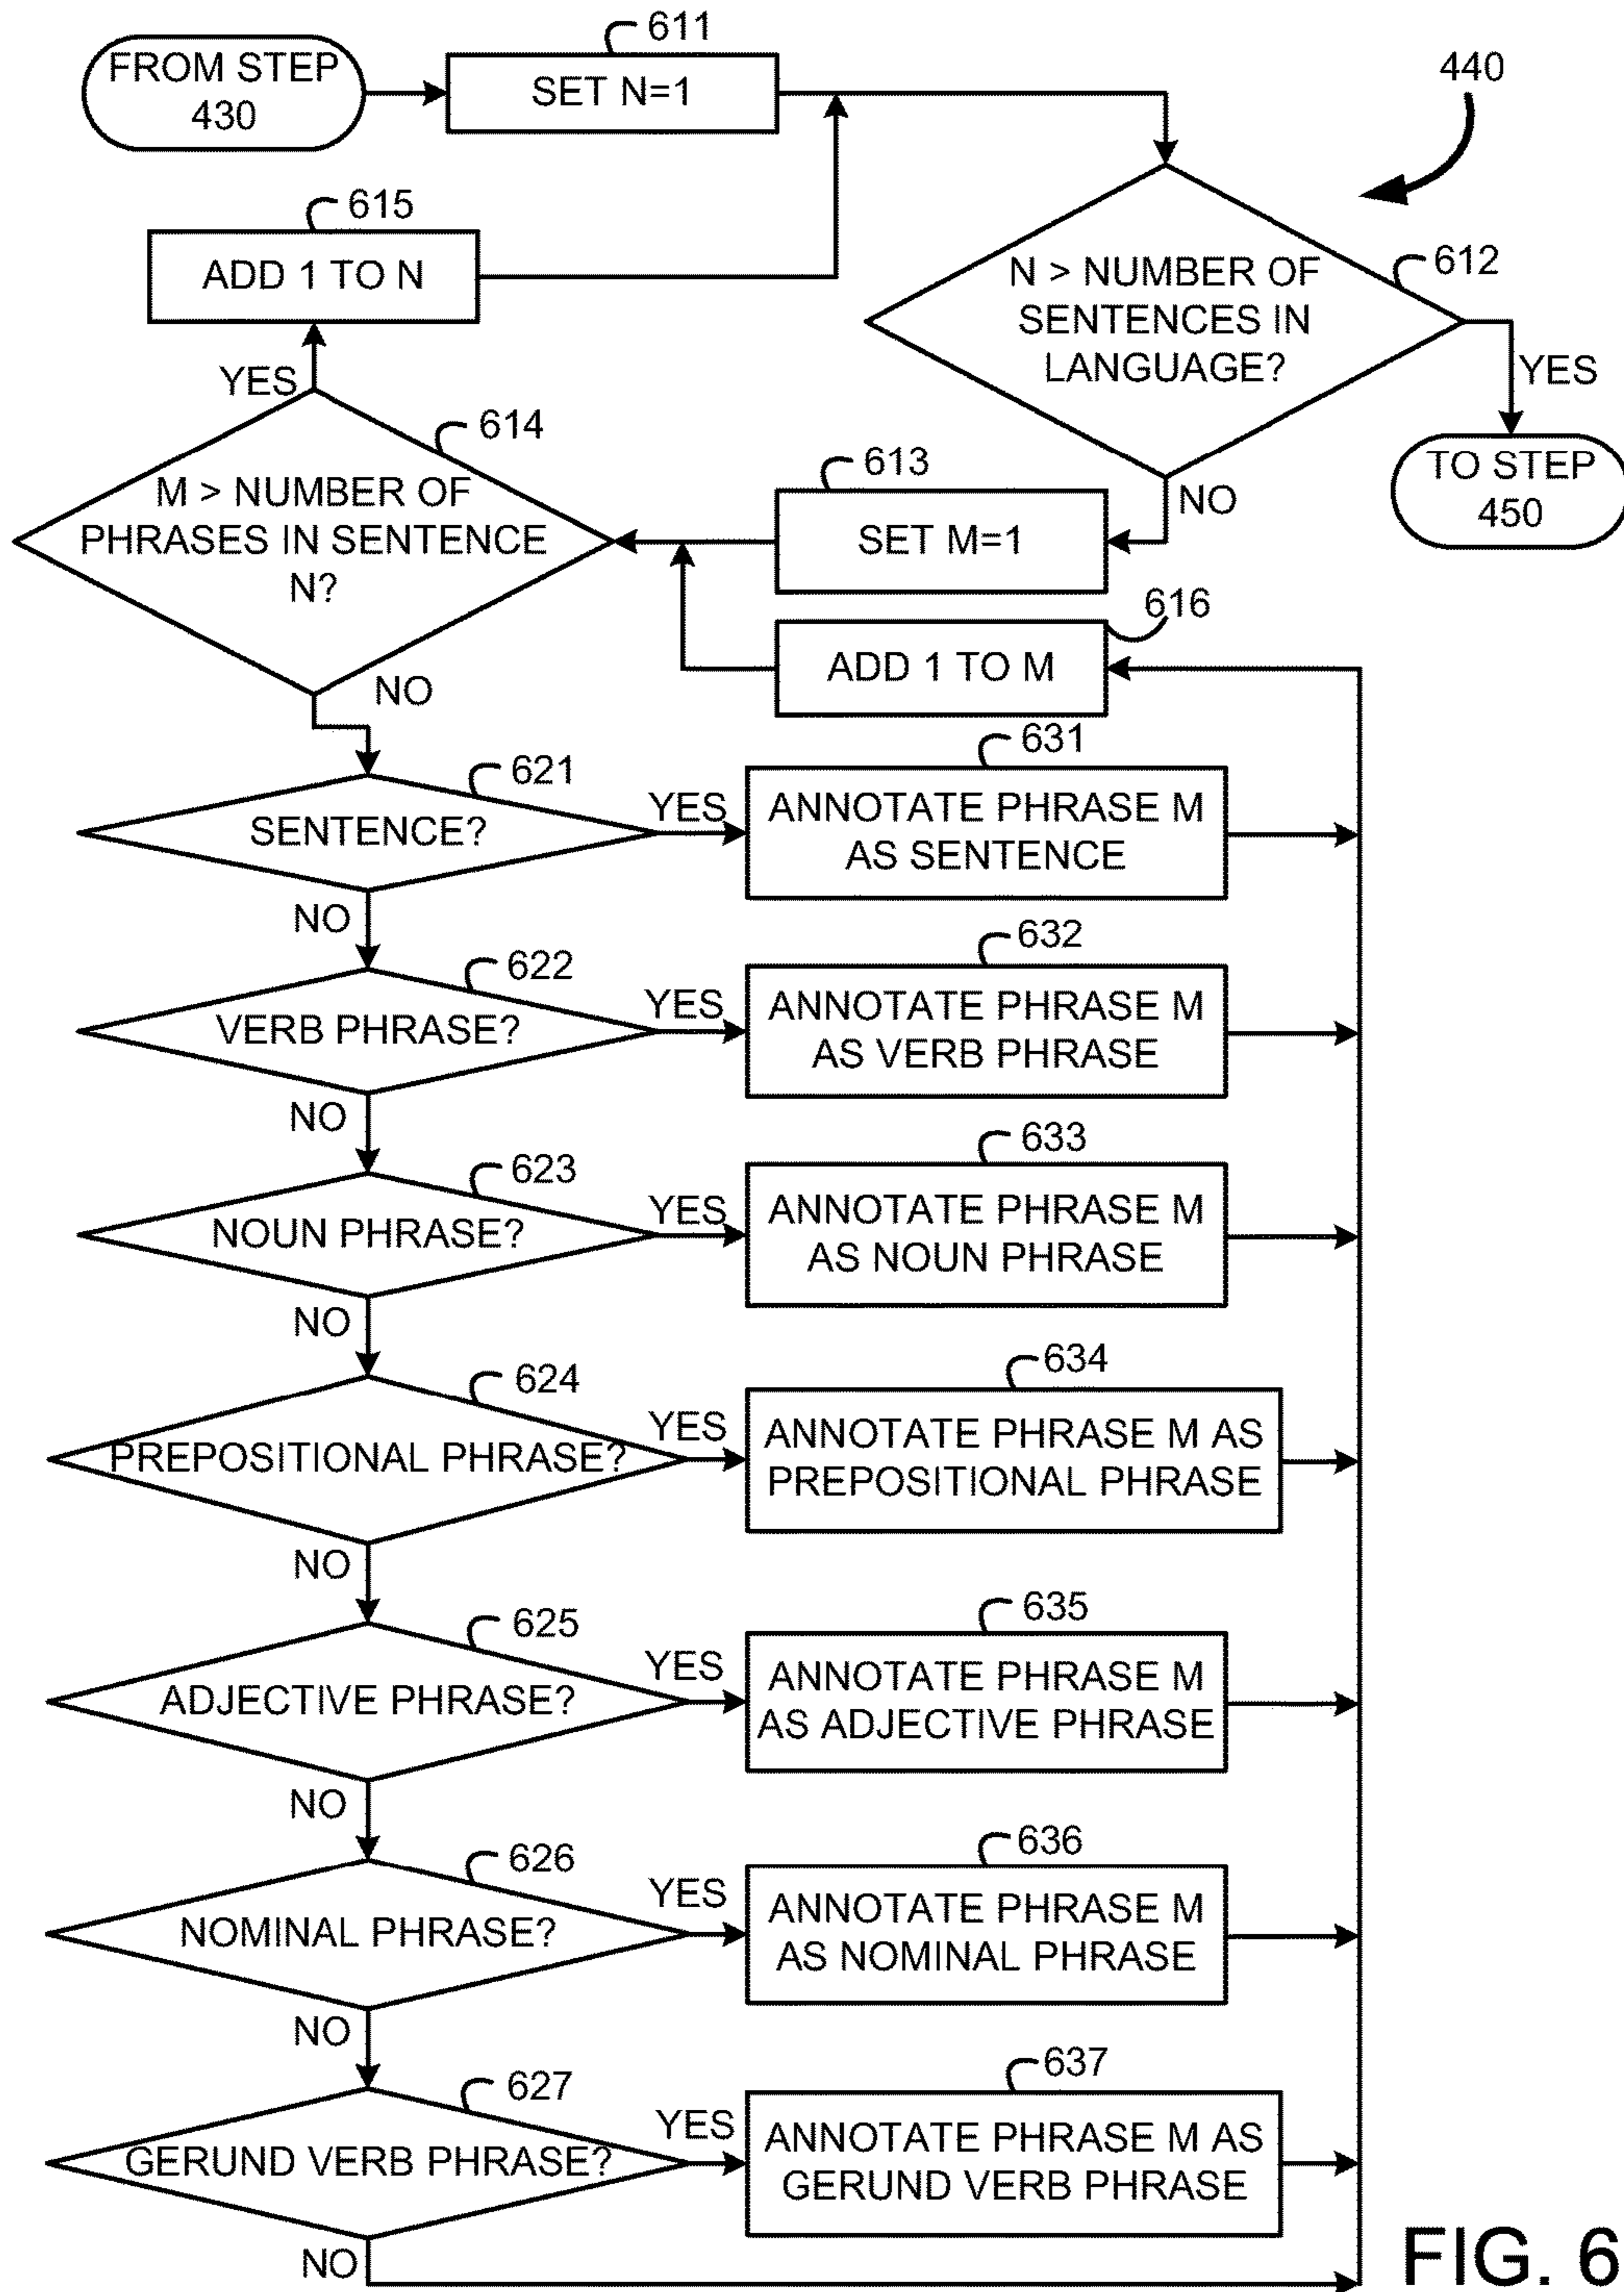 611
FROM STEP
430
SET N=1
440
615
ADD 1 TO N
N > NUMBER OF
SENTENCES IN
LANGUAGE?
612
YES
YES
614
613
TO STEP
450
M > NUMBER OF
PHRASES IN SENTENCE
N?
NO
SET M=1
616
ADD 1 TO M
NO
621
631
SENTENCE?
YES
ANNOTATE PHRASE M
AS SENTENCE
NO
622
632
VERB PHRASE?
YES
ANNOTATE PHRASE M
AS VERB PHRASE
NO
623
633
NOUN PHRASE?
YES
ANNOTATE PHRASE M
AS NOUN PHRASE
NO
624
634
PREPOSITIONAL PHRASE?
YES
ANNOTATE PHRASE M AS
PREPOSITIONAL PHRASE
NO
625
635
ADJECTIVE PHRASE?
YES
ANNOTATE PHRASE M
AS ADJECTIVE PHRASE
NO
626
636
NOMINAL PHRASE?
YES
ANNOTATE PHRASE M
AS NOMINAL PHRASE
NO
627
637
GERUND VERB PHRASE?
YES
ANNOTATE PHRASE M AS
GERUND VERB PHRASE
NO
FIG. 6